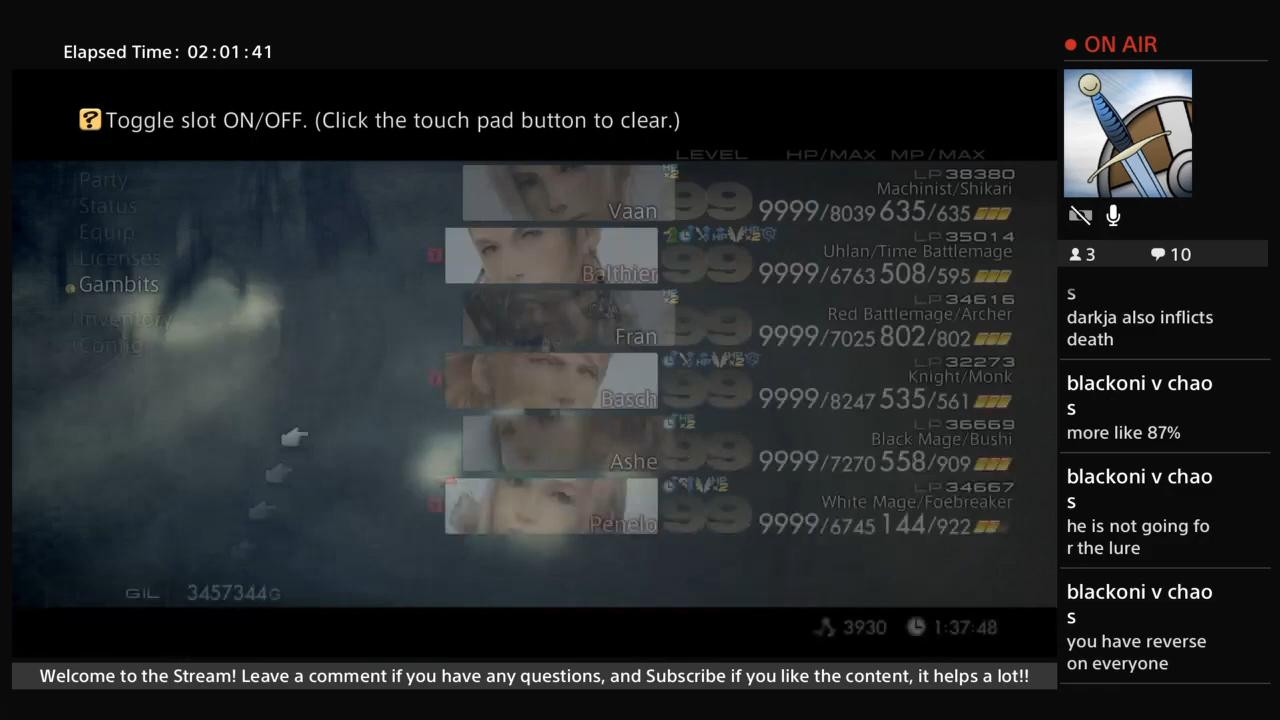 Elapsed Time: 02:01:41
ON AIR
Toggle slot ON/OFF. (Click the touch pad button to clear.)
LEVEL HP/MAX MP/MAX
Party
Status
Equip
Licenses
Gambits
Inventory
Config
LP 38380
Machinist/Shikari
Vaan 99 9999/8039 635/635
LP 35014
Uhlan/Time Battlemage
Balthier 99 9999/6763 508/595
LP 34616
Red Battlemage/Archer
Fran 99 9999/7025 802/802
LP 32273
Knight/Monk
Basch 99 9999/8247 535/561
LP 36669
Black Mage/Bushi
Ashe 99 9999/7270 558/909
LP 34667
White Mage/Foebreaker
Penelo 99 9999/6745 144/922
GIL 3457344G
3930 1:37:48
Welcome to the Stream! Leave a comment if you have any questions, and Subscribe if you like the content, it helps a lot!!
3 10
s
darkja also inflicts
death
blackoni v chao
s
more like 87%
blackoni v chao
s
he is not going fo
r the lure
blackoni v chao
s
you have reverse
on everyone